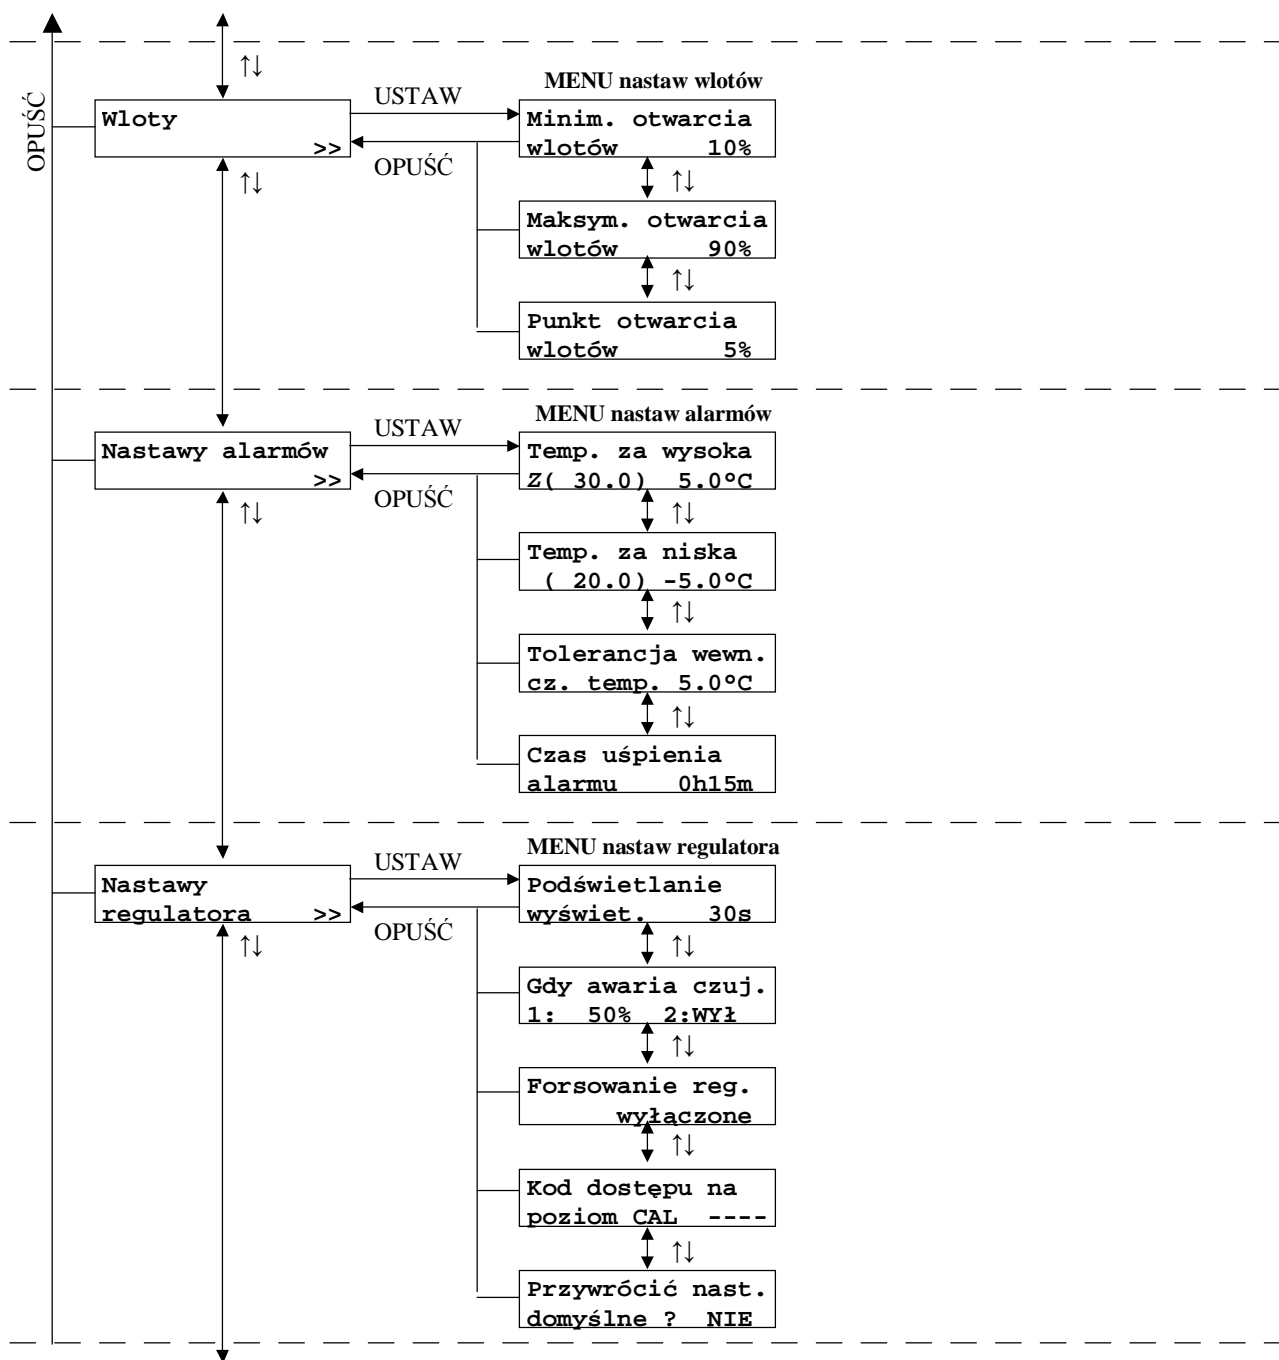 OPUŚĆ
↑↓
MENU nastaw wlotów
Wloty
>>
USTAW
OPUŚĆ
Minim. otwarcia
wlotów 10%
↑↓
↑↓
Maksym. otwarcia
wlotów 90%
↑↓
Punkt otwarcia
wlotów 5%
MENU nastaw alarmów
Nastawy alarmów
>>
USTAW
OPUŚĆ
Temp. za wysoka
Z( 30.0) 5.0°C
↑↓
↑↓
Temp. za niska
( 20.0) -5.0°C
↑↓
Tolerancja wewn.
cz. temp. 5.0°C
↑↓
Czas uśpienia
alarmu 0h15m
MENU nastaw regulatora
Nastawy
regulatora >>
USTAW
OPUŚĆ
Podświetlanie
wyświet. 30s
↑↓
↑↓
Gdy awaria czuj.
1: 50% 2:WYŁ
↑↓
Forsowanie reg.
wyłączone
↑↓
Kod dostępu na
poziom CAL ----
↑↓
Przywrócić nast.
domyślne ? NIE